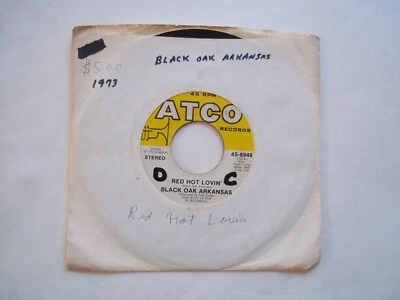 BLACK OAK ARKANSAS
$5.00
1973
45 RPM
ATCO
RECORDS
STEREO
45-6948
D C
RED HOT LOVIN'
BLACK OAK ARKANSAS
Red Hot Lovin